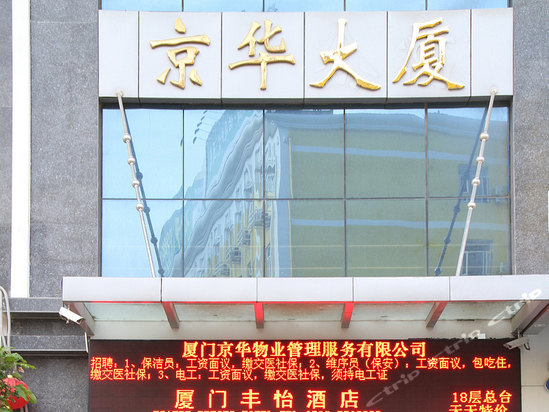 京华大厦
厦门京华物业管理服务有限公司
招聘：1、保洁员：工资面议，缴交医社保；2、维序员（保安）：工资面议，包吃住，
缴交医社保；3、电工：工资面议，缴交医社保，须持电工证
厦门丰怡酒店
18层总台